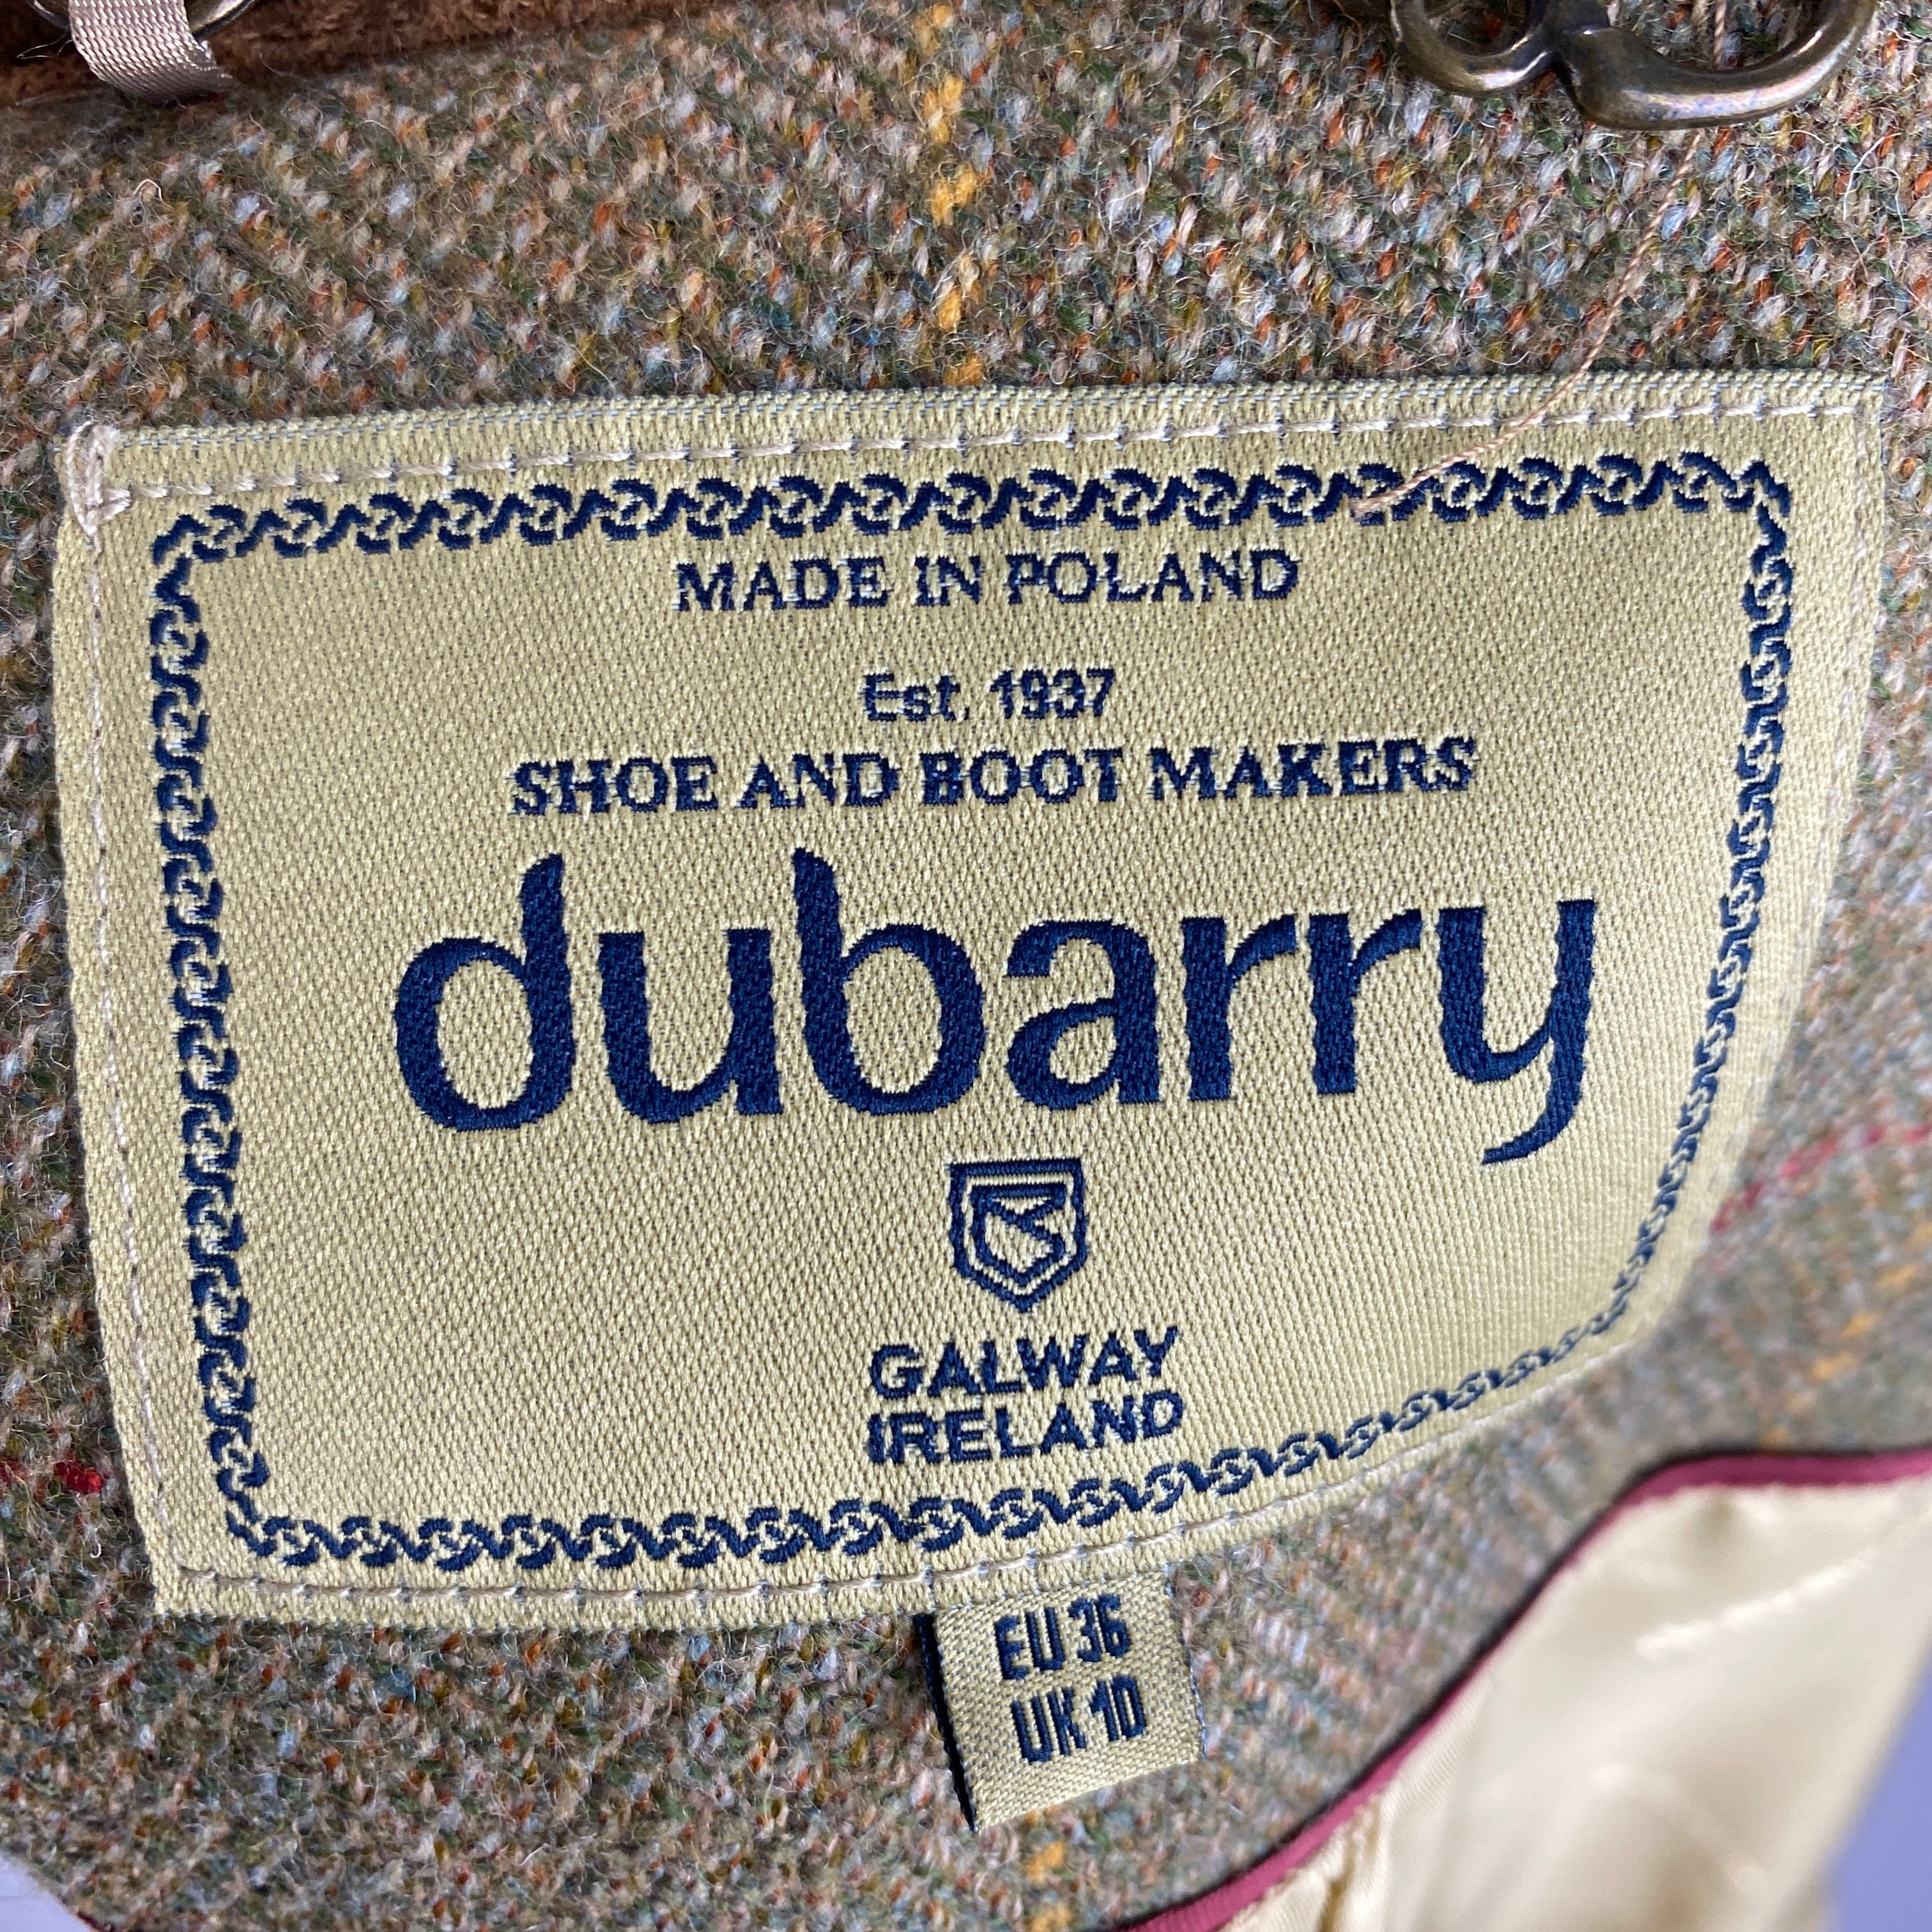 MADE IN POLAND
Est. 1937
SHOE AND BOOT MAKERS
dubarry
GALWAY
IRELAND
EU 36
UK 10